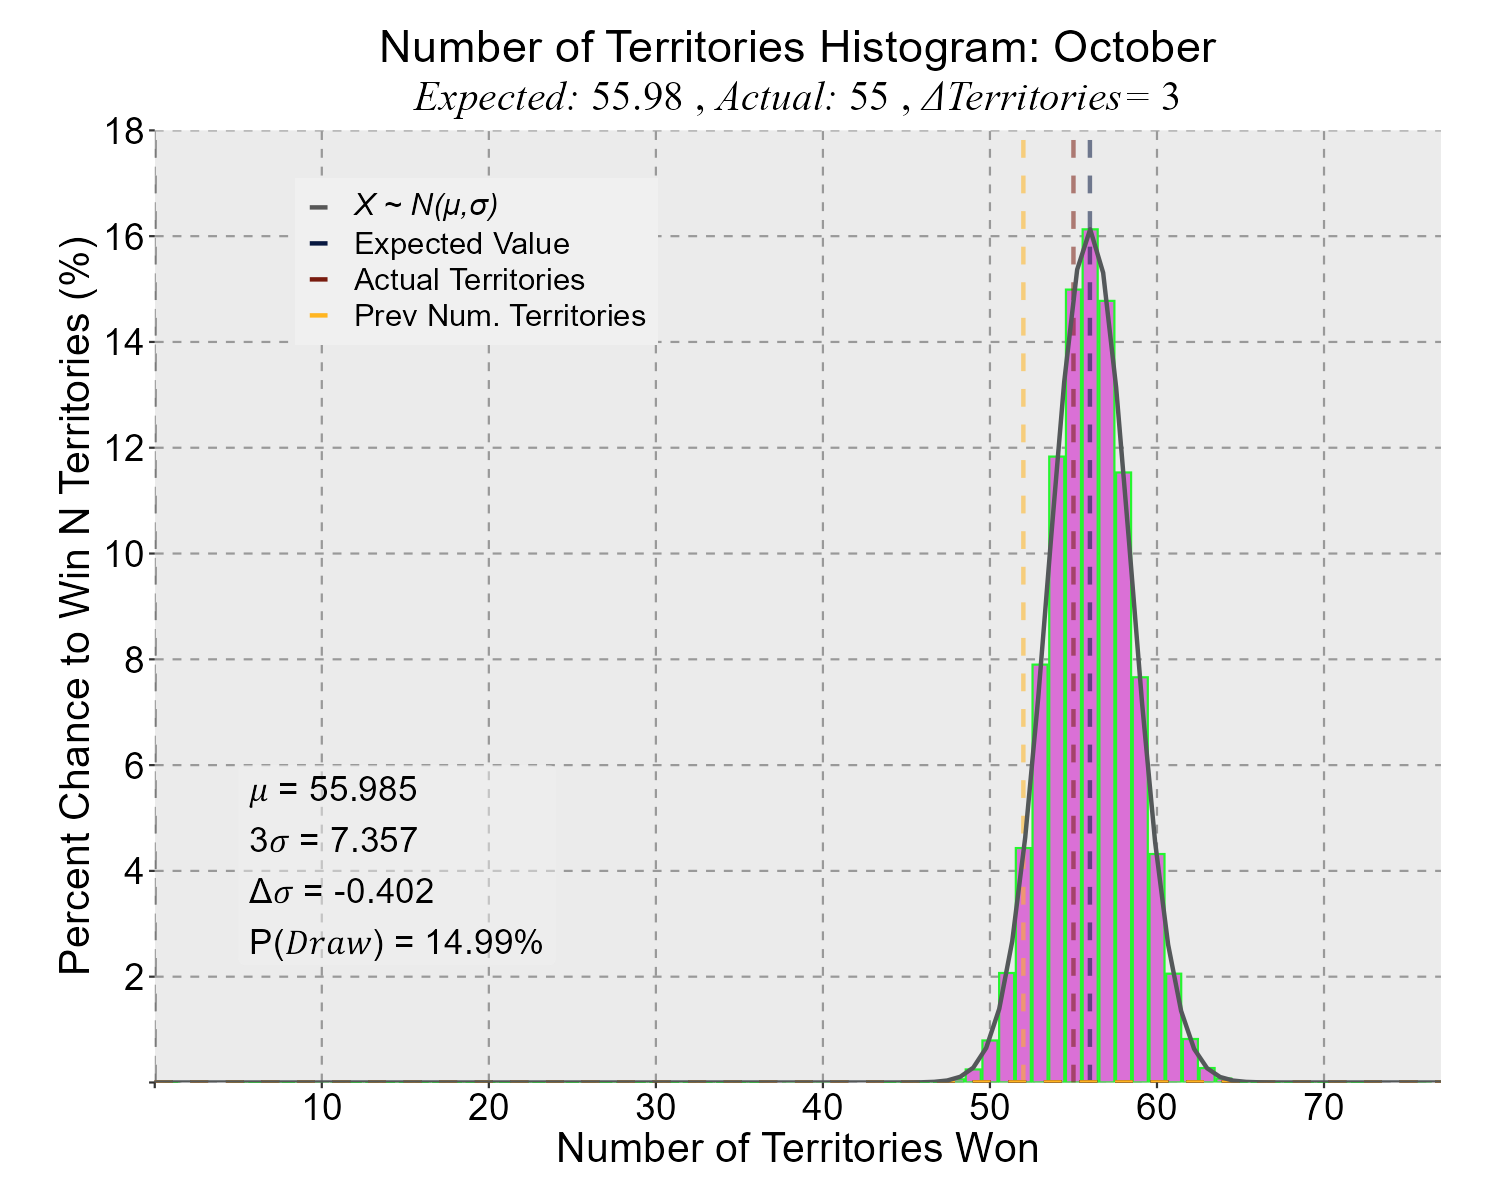 Number of Territories Histogram: October
Expected: 55.98 , Actual: 55 , ΔTerritories= 3
Percent Chance to Win N Territories (%)
18
16
14
12
10
8
6
4
2
X ~ N(μ,σ)
Expected Value
Actual Territories
Prev Num. Territories
μ = 55.985
3σ = 7.357
Δσ = -0.402
P(Draw) = 14.99%
10 20 30 40 50 60 70
Number of Territories Won